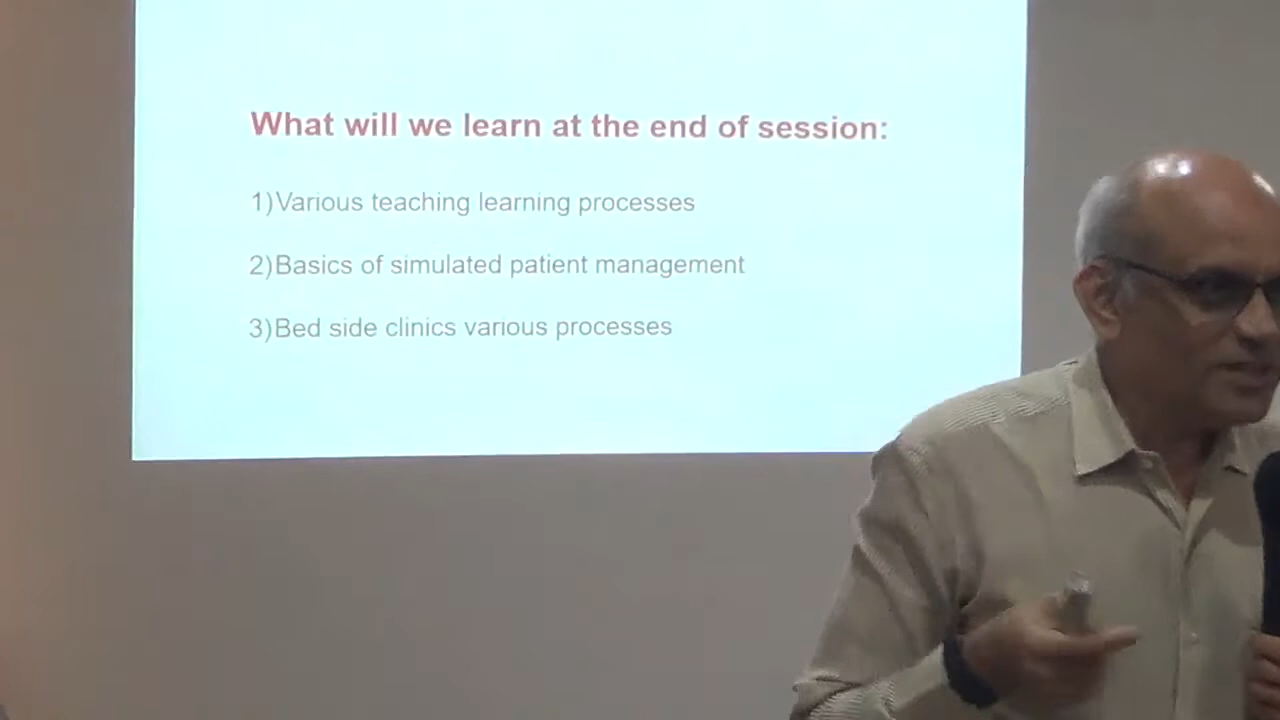 What will we learn at the end of session:
1)Various teaching learning processes
2)Basics of simulated patient management
3)Bed side clinics various processes